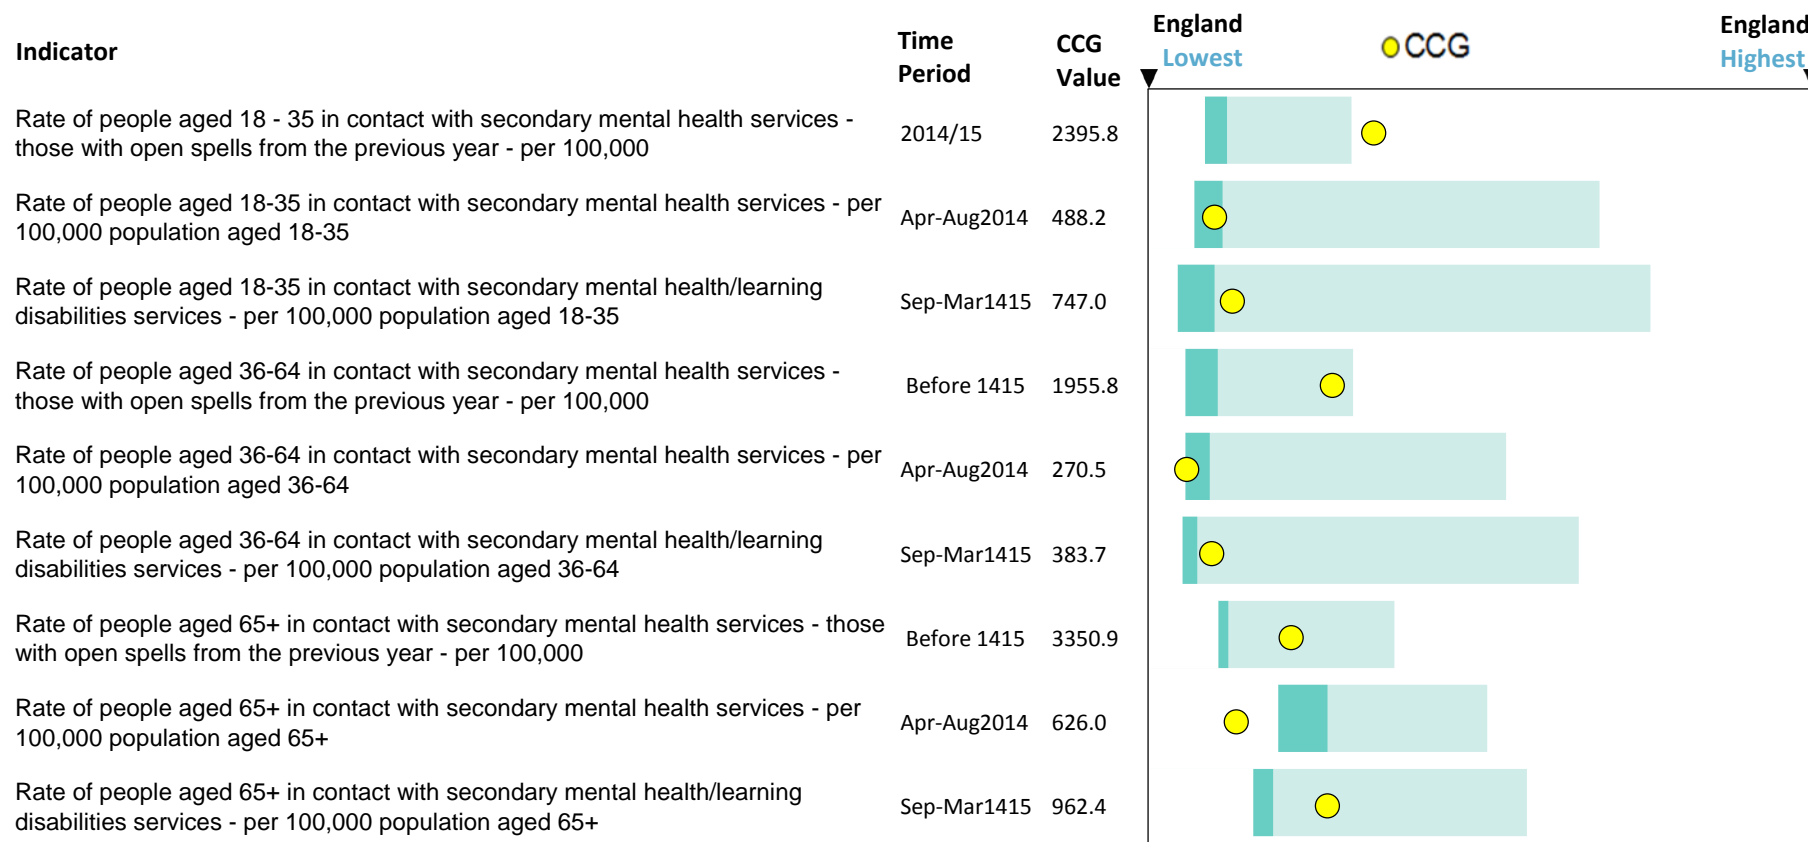 Indicator
Time
Period
CCG
Value
England
Lowest
CCG
England
Highest
Rate of people aged 18 - 35 in contact with secondary mental health services -
those with open spells from the previous year - per 100,000
2014/15
2395.8
Rate of people aged 18-35 in contact with secondary mental health services - per
100,000 population aged 18-35
Apr-Aug2014
488.2
Rate of people aged 18-35 in contact with secondary mental health/learning
disabilities services - per 100,000 population aged 18-35
Sep-Mar1415
747.0
Rate of people aged 36-64 in contact with secondary mental health services -
those with open spells from the previous year - per 100,000
Before 1415
1955.8
Rate of people aged 36-64 in contact with secondary mental health services - per
100,000 population aged 36-64
Apr-Aug2014
270.5
Rate of people aged 36-64 in contact with secondary mental health/learning
disabilities services - per 100,000 population aged 36-64
Sep-Mar1415
383.7
Rate of people aged 65+ in contact with secondary mental health services - those
with open spells from the previous year - per 100,000
Before 1415
3350.9
Rate of people aged 65+ in contact with secondary mental health services - per
100,000 population aged 65+
Apr-Aug2014
626.0
Rate of people aged 65+ in contact with secondary mental health/learning
disabilities services - per 100,000 population aged 65+
Sep-Mar1415
962.4